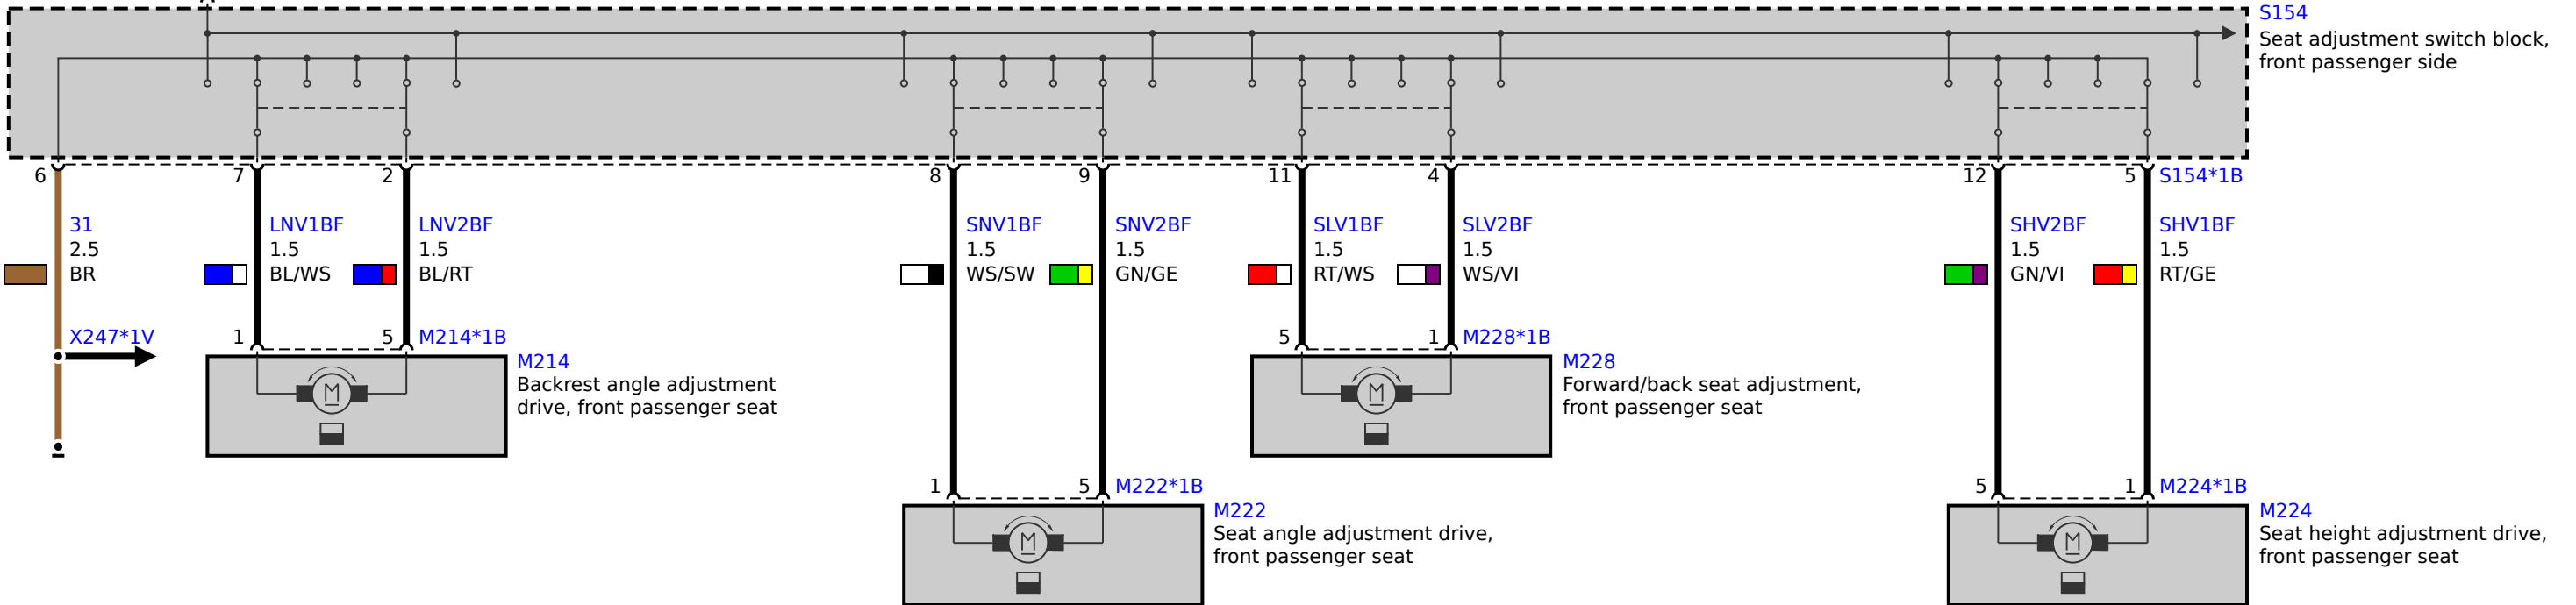 S154
Seat adjustment switch block,
front passenger side
6
7
2
8
9
11
4
12
5
S154*1B
31
2.5
BR
LNV1BF
1.5
BL/WS
LNV2BF
1.5
BL/RT
SNV1BF
1.5
WS/SW
SNV2BF
1.5
GN/GE
SLV1BF
1.5
RT/WS
SLV2BF
1.5
WS/VI
SHV2BF
1.5
GN/VI
SHV1BF
1.5
RT/GE
X247*1V
1
5
M214*1B
M
M214
Backrest angle adjustment
drive, front passenger seat
5
1
M228*1B
M
M228
Forward/back seat adjustment,
front passenger seat
1
5
M222*1B
M
M222
Seat angle adjustment drive,
front passenger seat
5
1
M224*1B
M
M224
Seat height adjustment drive,
front passenger seat